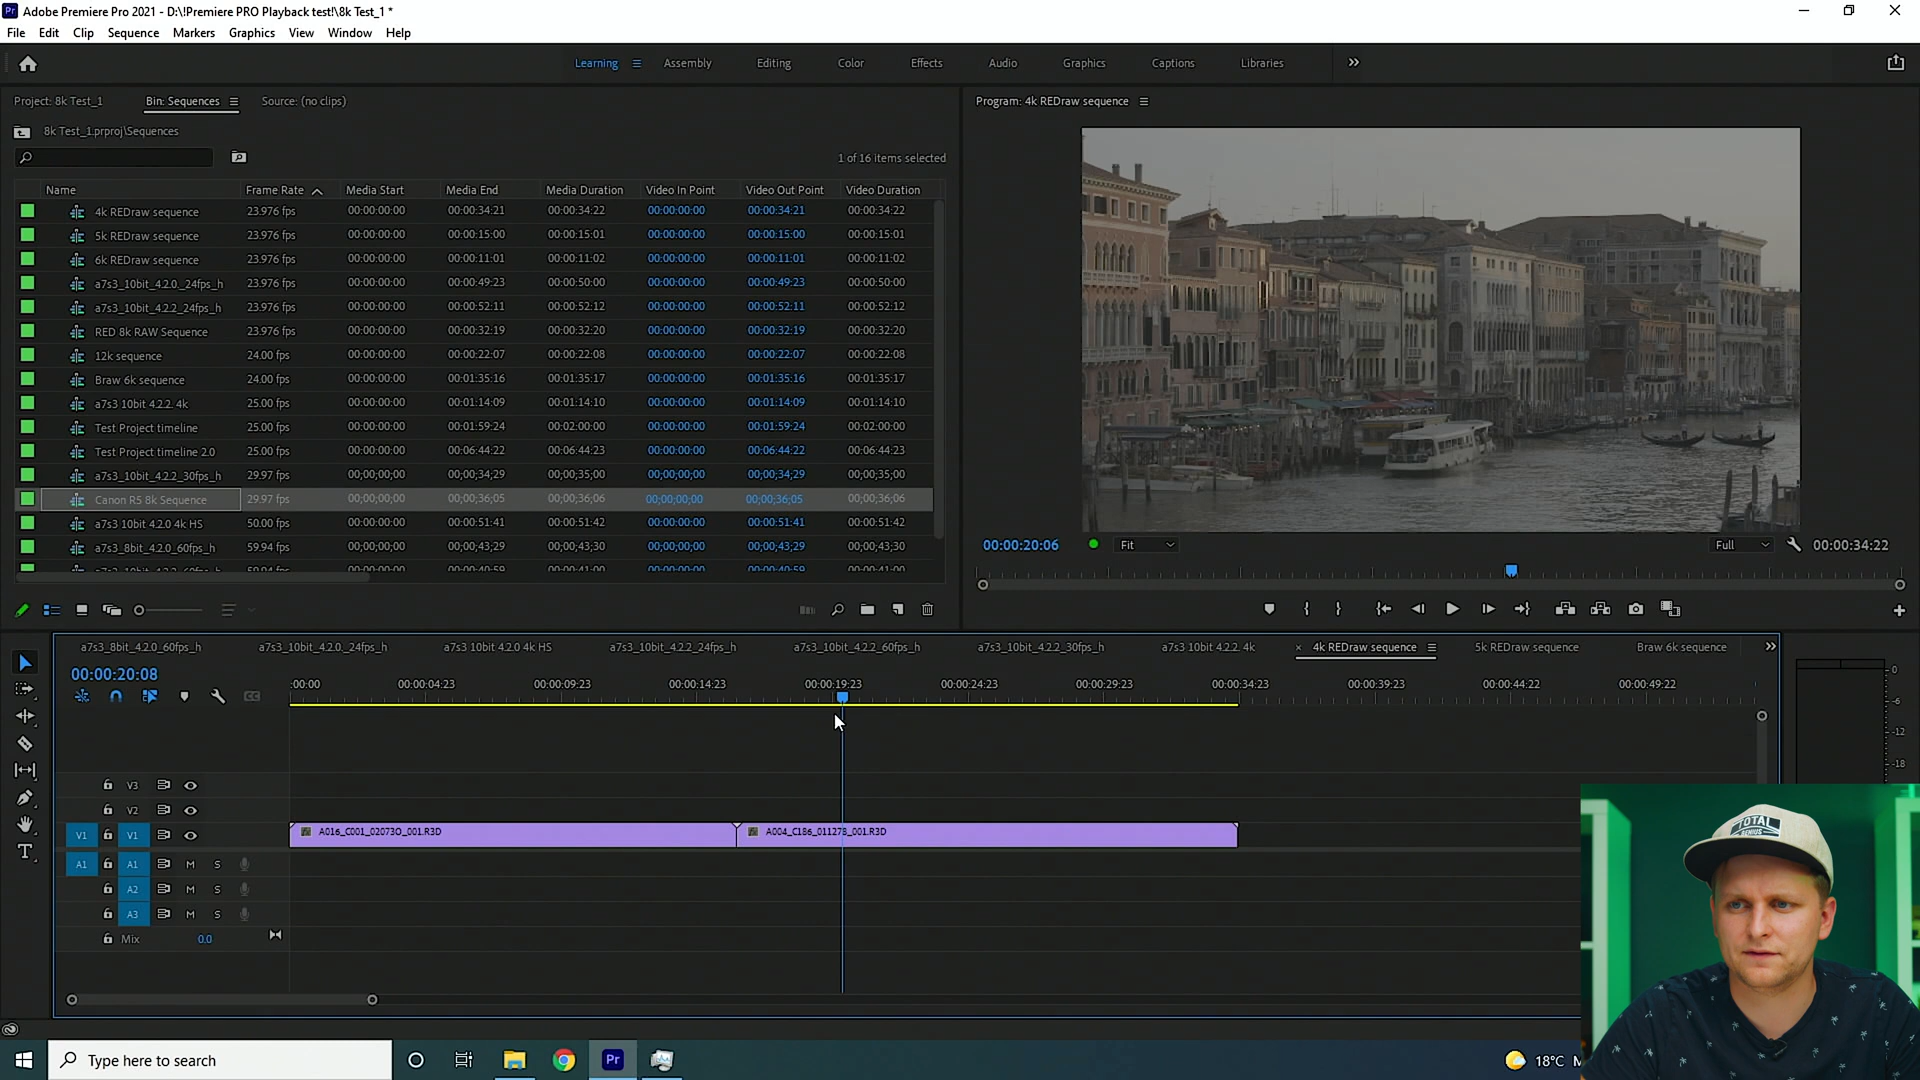 Adobe Premiere Pro 2021 - D:\!Premiere PRO Playback test!\8k Test_1 *
File Edit Clip Sequence Markers Graphics View Window Help
Learning Assembly Editing Color Effects Audio Graphics Captions Libraries
Project: 8k Test_1 Bin: Sequences Source: (no clips)
Program: 4k REDraw sequence
8k Test_1.prproj\Sequences
1 of 16 items selected
Name Frame Rate Media Start Media End Media Duration Video In Point Video Out Point Video Duration
4k REDraw sequence 23.976 fps 00:00:00:00 00:00:34:21 00:00:34:22 00:00:00:00 00:00:34:21 00:00:34:22
5k REDraw sequence 23.976 fps 00:00:00:00 00:00:15:00 00:00:15:01 00:00:00:00 00:00:15:00 00:00:15:01
6k REDraw sequence 23.976 fps 00:00:00:00 00:00:11:01 00:00:11:02 00:00:00:00 00:00:11:01 00:00:11:02
a7s3_10bit_4.2.0._24fps_h 23.976 fps 00:00:00:00 00:00:49:23 00:00:50:00 00:00:00:00 00:00:49:23 00:00:50:00
a7s3_10bit_4.2.2_24fps_h 23.976 fps 00:00:00:00 00:00:52:11 00:00:52:12 00:00:00:00 00:00:52:11 00:00:52:12
RED 8k RAW Sequence 23.976 fps 00:00:00:00 00:00:32:19 00:00:32:20 00:00:00:00 00:00:32:19 00:00:32:20
12k sequence 24.00 fps 00:00:00:00 00:00:22:07 00:00:22:08 00:00:00:00 00:00:22:07 00:00:22:08
Braw 6k sequence 24.00 fps 00:00:00:00 00:01:35:16 00:01:35:17 00:00:00:00 00:01:35:16 00:01:35:17
a7s3 10bit 4.2.2. 4k 25.00 fps 00:00:00:00 00:01:14:09 00:01:14:10 00:00:00:00 00:01:14:09 00:01:14:10
Test Project timeline 25.00 fps 00:00:00:00 00:01:59:24 00:02:00:00 00:00:00:00 00:01:59:24 00:02:00:00
Test Project timeline 2.0 25.00 fps 00:00:00:00 00:06:44:22 00:06:44:23 00:00:00:00 00:06:44:22 00:06:44:23
a7s3_10bit_4.2.2_30fps_h 29.97 fps 00;00;00;00 00;00;34;29 00;00;35;00 00;00;00;00 00;00;34;29 00;00;35;00
Canon R5 8k Sequence 29.97 fps 00;00;00;00 00;00;36;05 00;00;36;06 00;00;00;00 00;00;36;05 00;00;36;06
a7s3 10bit 4.2.0 4k HS 50.00 fps 00:00:00:00 00:00:51:41 00:00:51:42 00:00:00:00 00:00:51:41 00:00:51:42
a7s3_8bit_4.2.0_60fps_h 59.94 fps 00;00;00;00 00;00;43;29 00;00;43;30 00;00;00;00 00;00;43;29 00;00;43;30
00:00:20:06 Fit Full 00:00:34:22
a7s3_8bit_4.2.0_60fps_h a7s3_10bit_4.2.0._24fps_h a7s3 10bit 4.2.0 4k HS a7s3_10bit_4.2.2_24fps_h a7s3_10bit_4.2.2_60fps_h a7s3_10bit_4.2.2_30fps_h a7s3 10bit 4.2.2. 4k × 4k REDraw sequence 5k REDraw sequence Braw 6k sequence
00:00:20:08
:00:00 00:00:04:23 00:00:09:23 00:00:14:23 00:00:19:23 00:00:24:23 00:00:29:23 00:00:34:23 00:00:39:23 00:00:44:22 00:00:49:22
0
-6
-12
-18
V3
V2
V1 V1 A016_C001_02073O_001.R3D A004_C186_011278_001.R3D
A1 A1 M S
A2 M S
A3 M S
Mix 0.0
TOTAL
Type here to search
Pr
18°C